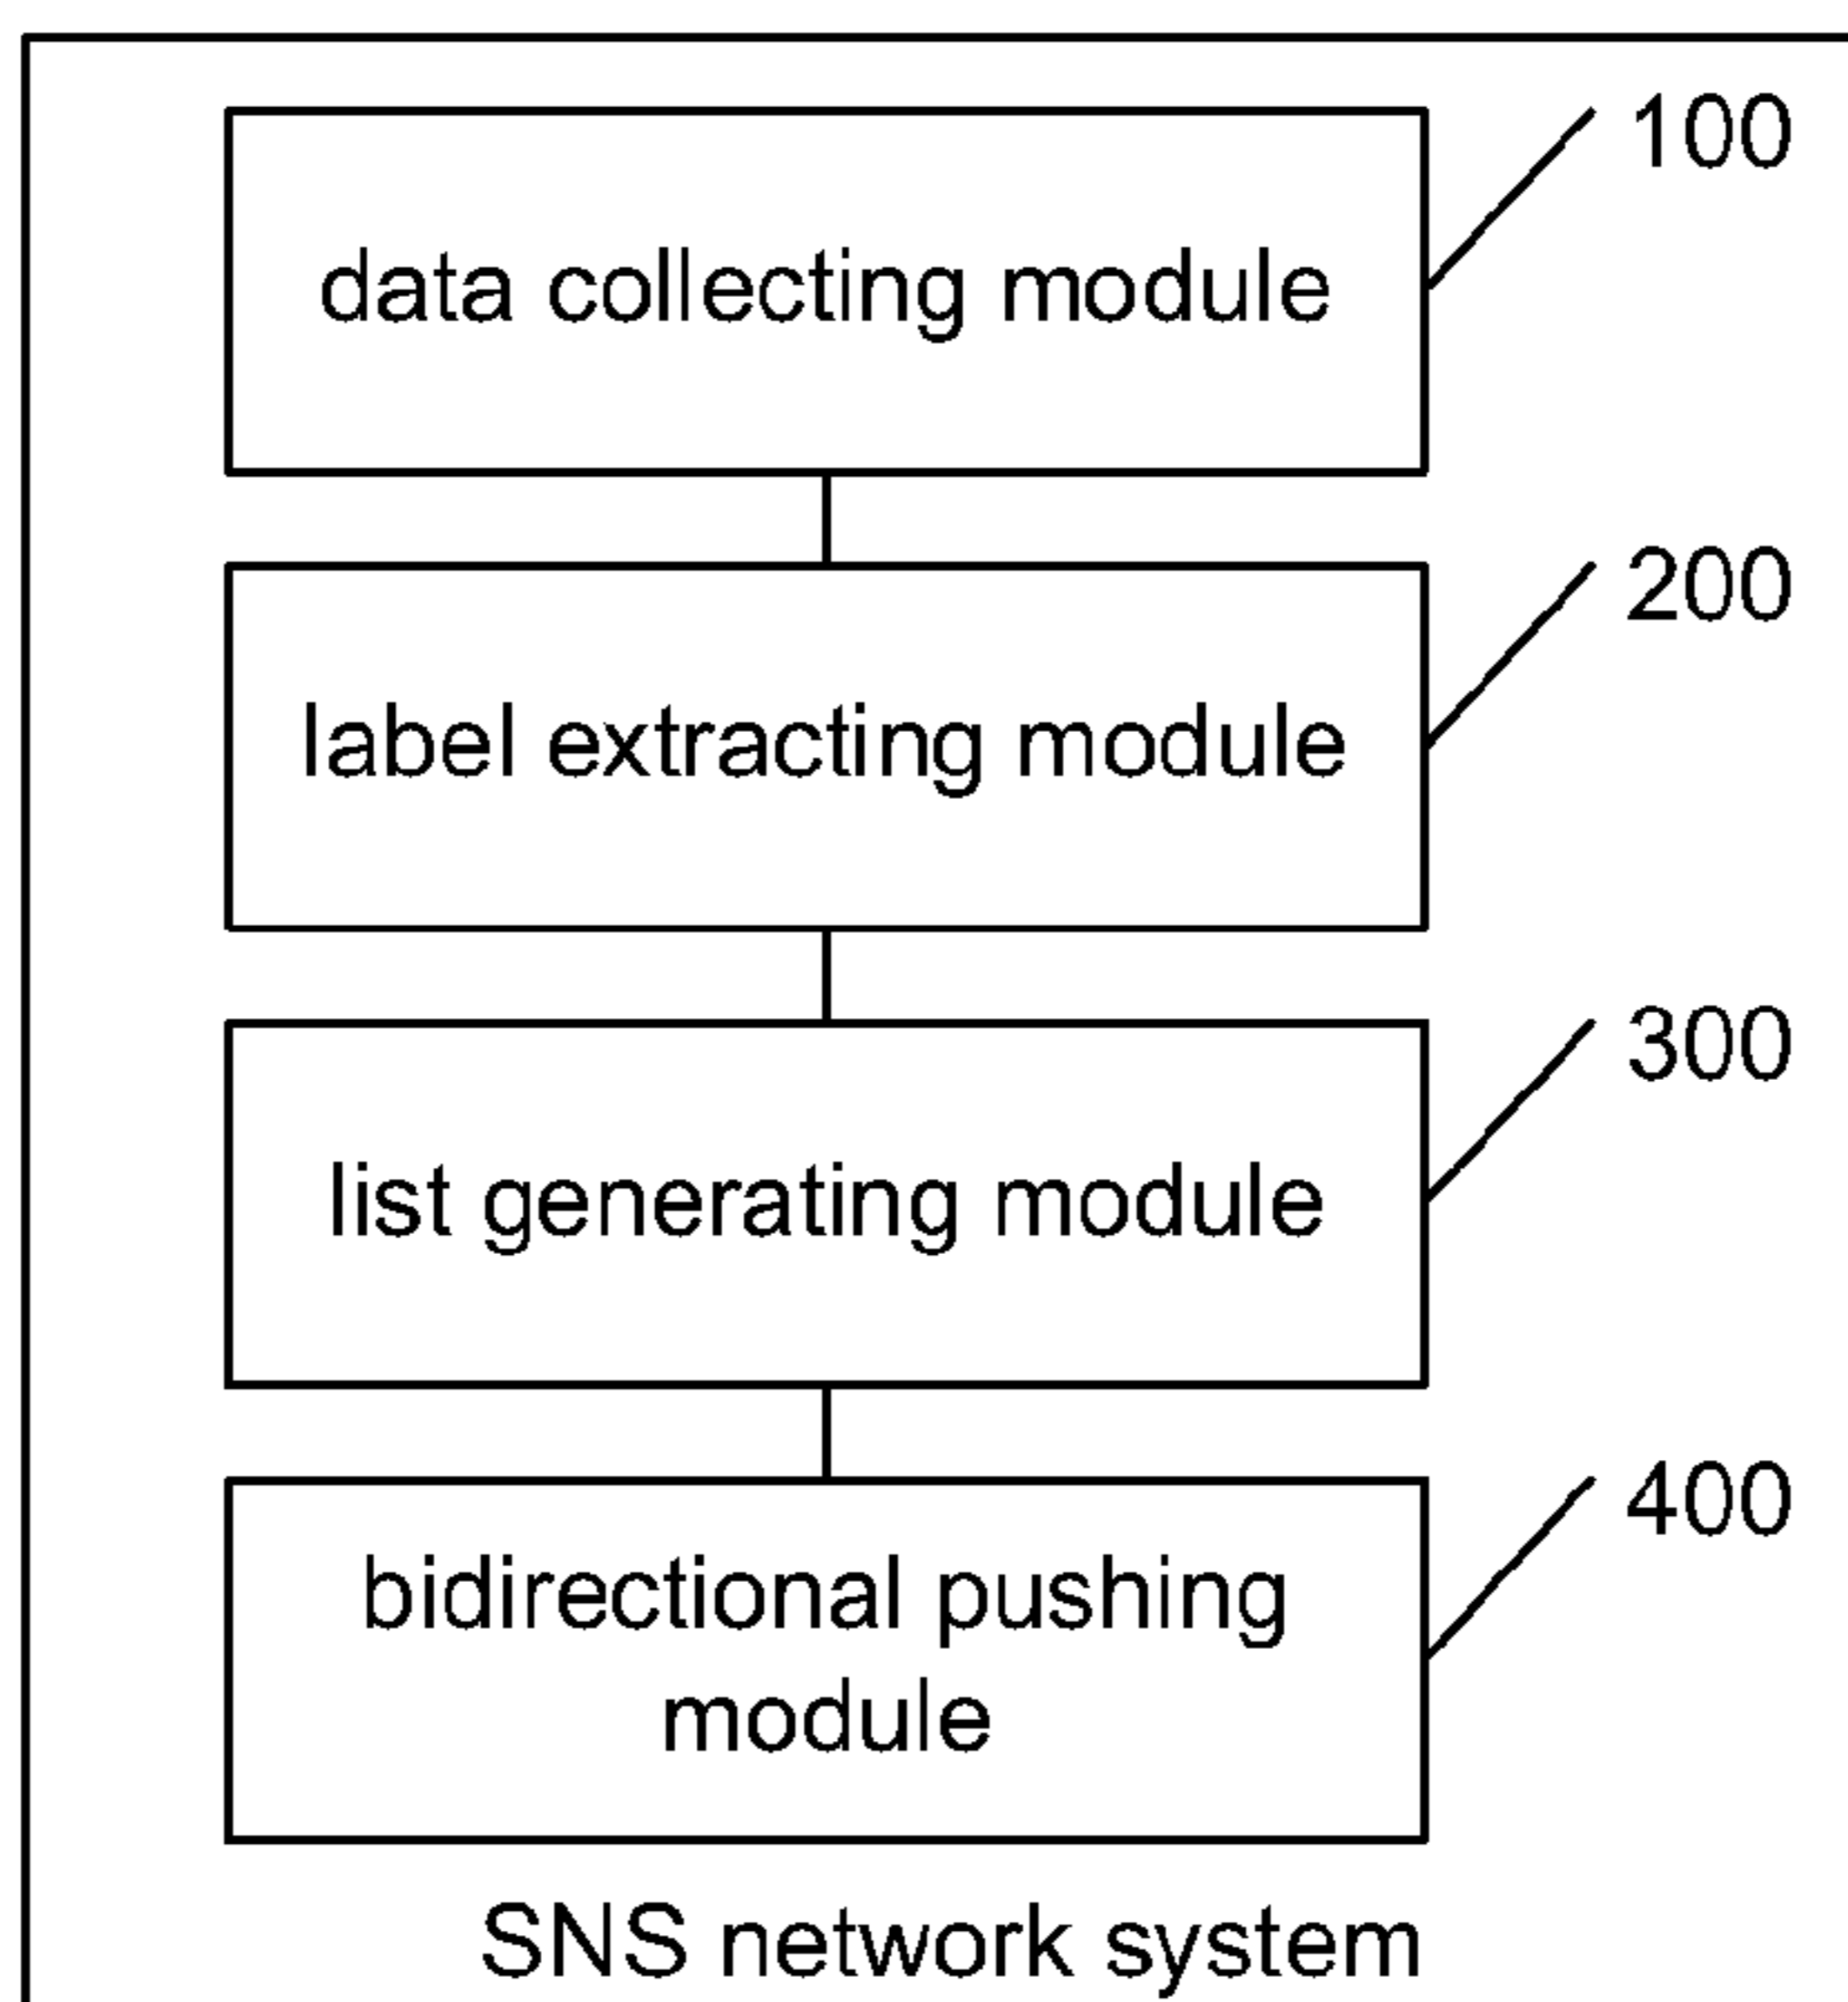 100
data collecting module
200
label extracting module
300
list generating module
400
bidirectional pushing
module
SNS network system